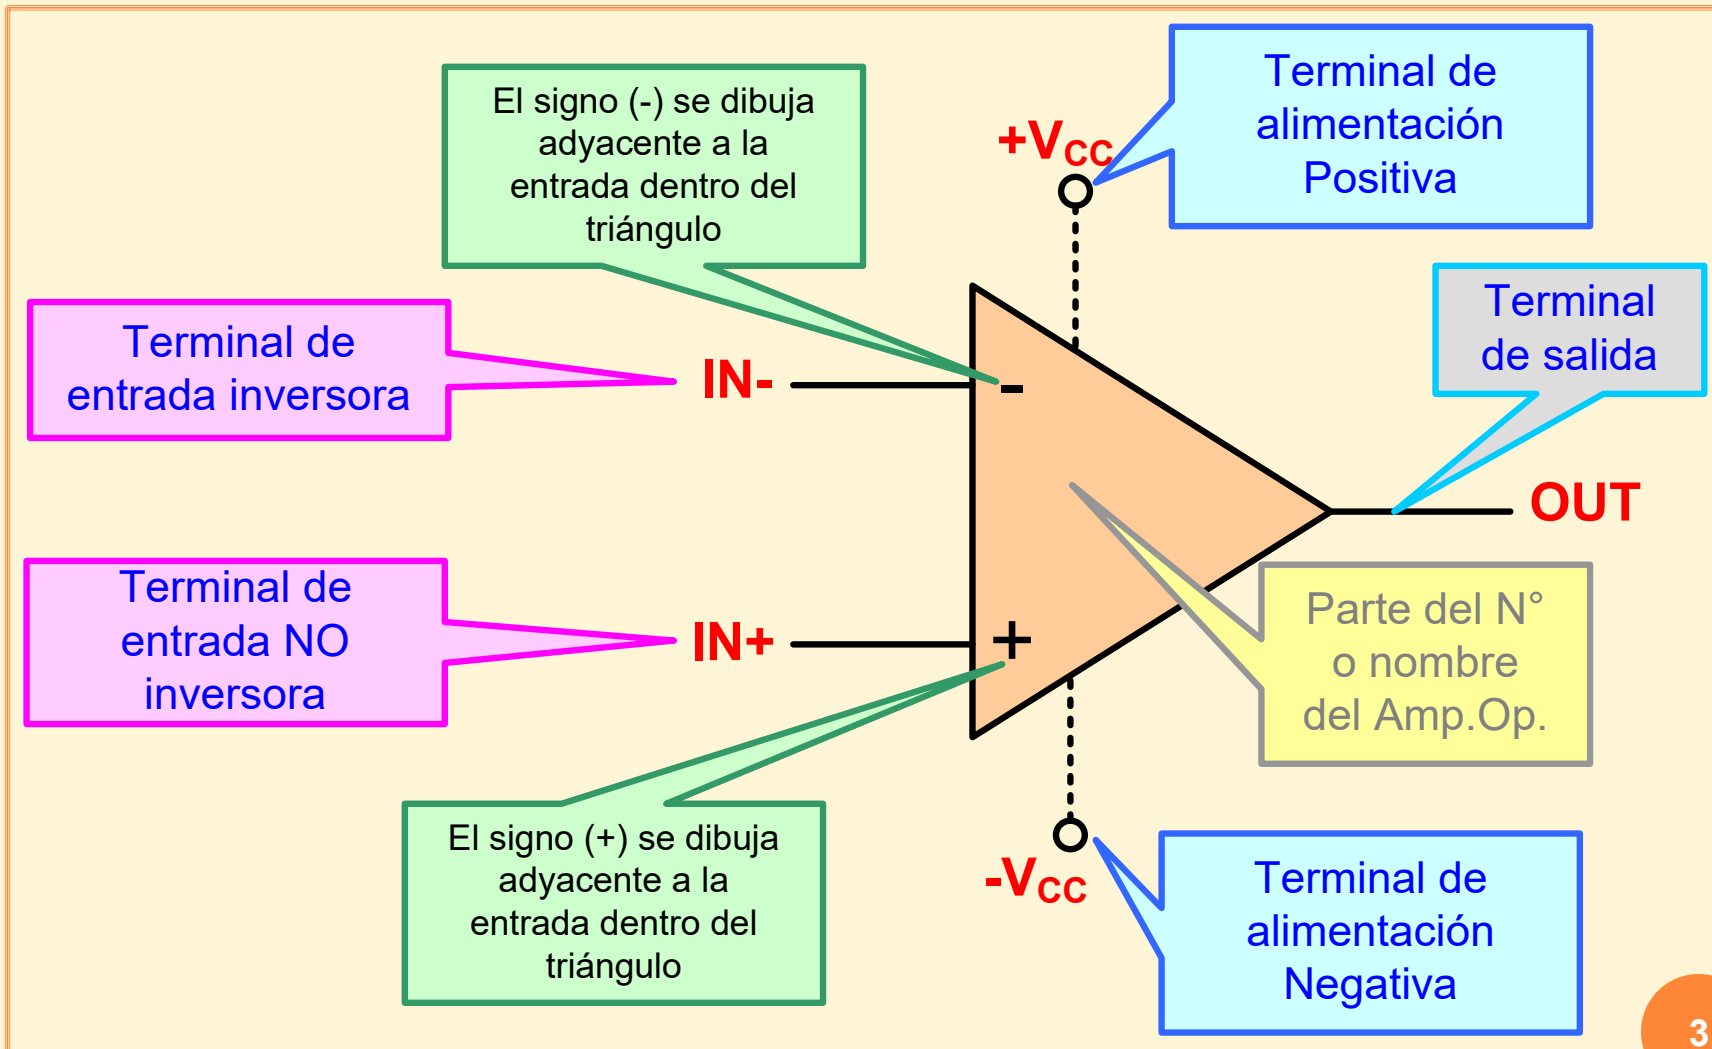 El signo (-) se dibuja
adyacente a la
entrada dentro del
triángulo
Terminal de
alimentación
Positiva
+VCC
Terminal
de salida
Terminal de
entrada inversora
IN-
-
OUT
Terminal de
entrada NO
inversora
IN+
+
Parte del N°
o nombre
del Amp.Op.
El signo (+) se dibuja
adyacente a la
entrada dentro del
triángulo
-VCC
Terminal de
alimentación
Negativa
3